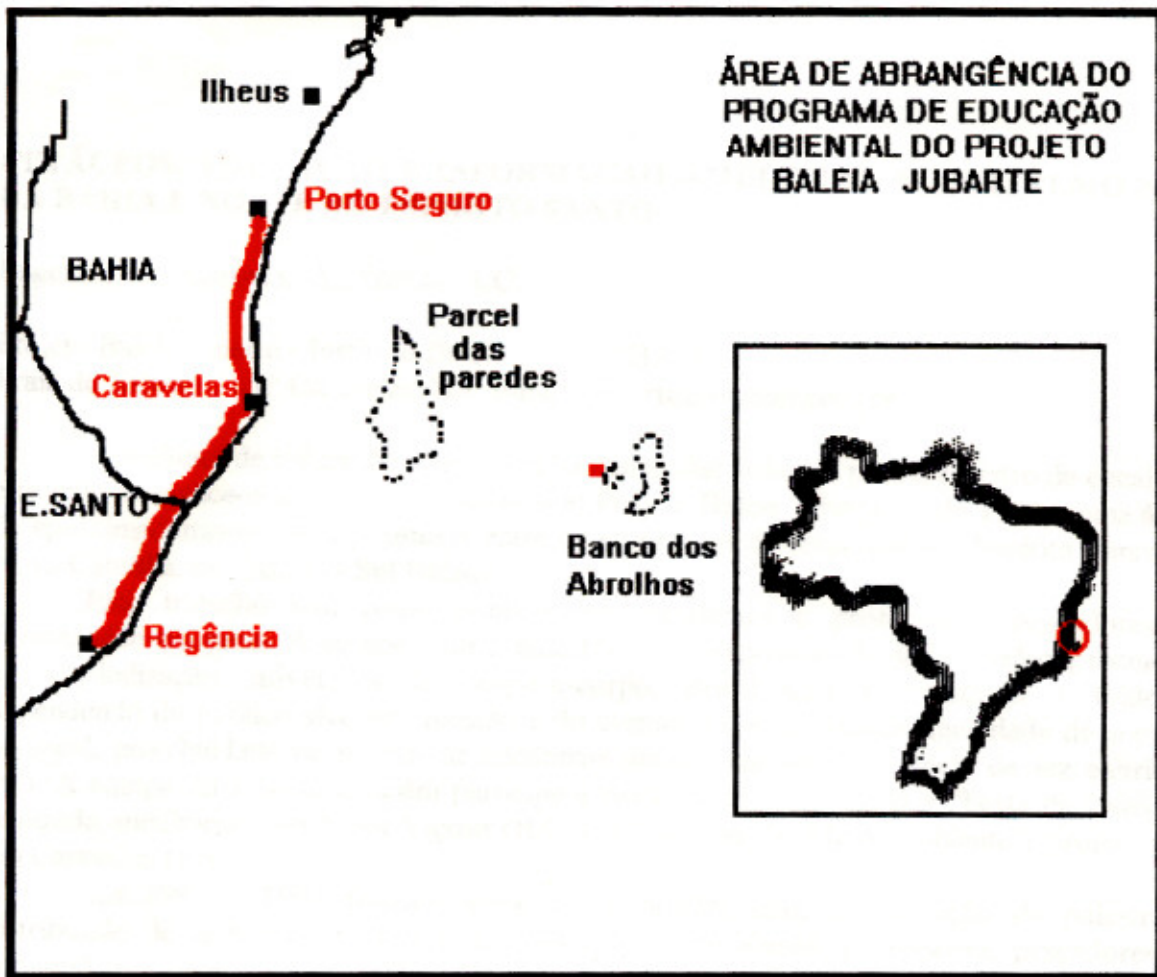 ÁREA DE ABRANGÊNCIA DO
PROGRAMA DE EDUCAÇÃO
AMBIENTAL DO PROJETO
BALEIA JUBARTE
Ilheus
Porto Seguro
BAHIA
Parcel
das
paredes
Caravelas
E.SANTO
Banco dos
Abrolhos
Regência